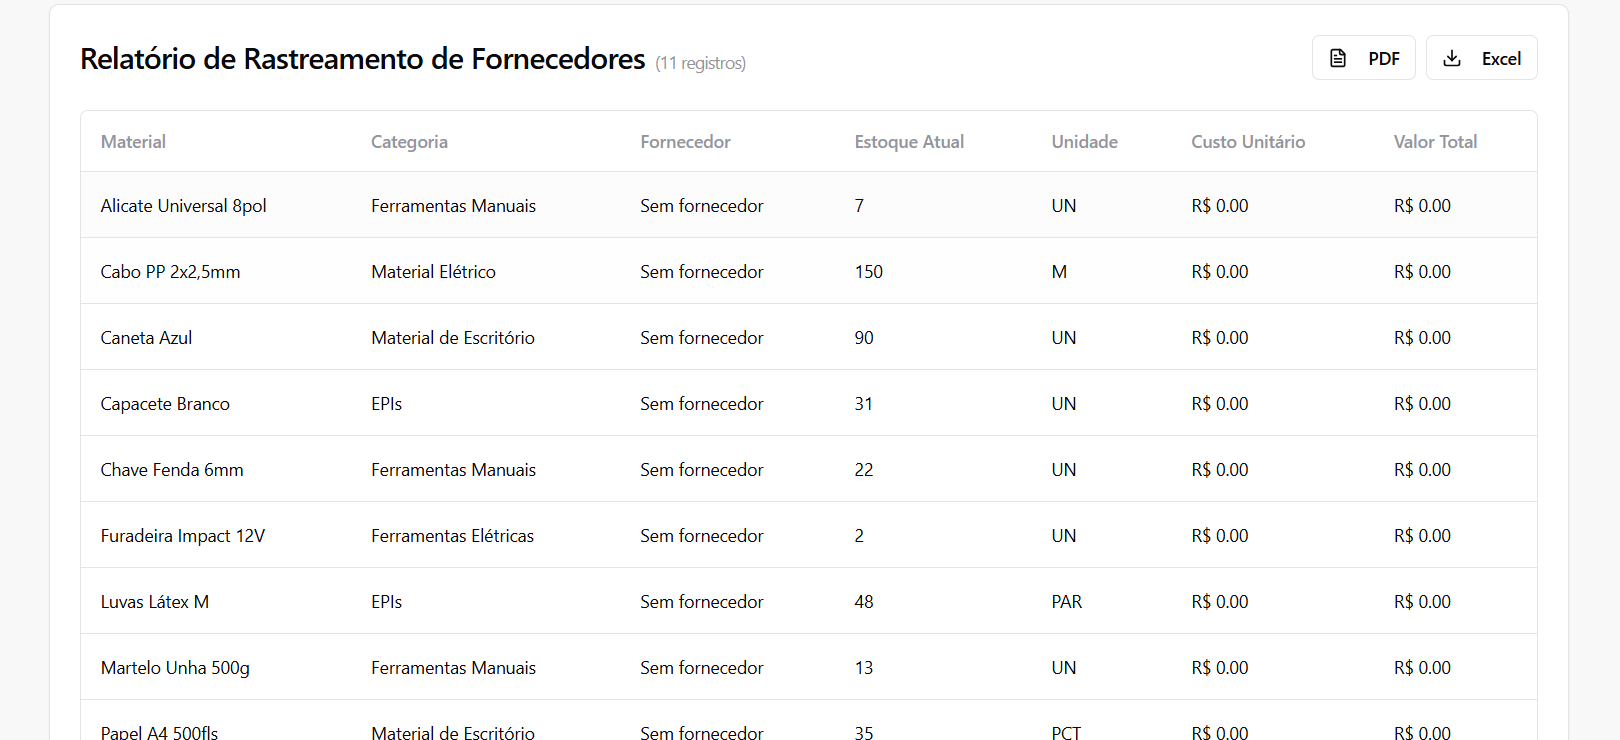 Relatório de Rastreamento de Fornecedores (11 registros)
PDF
Excel
Material Categoria Fornecedor Estoque Atual Unidade Custo Unitário Valor Total
Alicate Universal 8pol Ferramentas Manuais Sem fornecedor 7 UN R$ 0.00 R$ 0.00
Cabo PP 2x2,5mm Material Elétrico Sem fornecedor 150 M R$ 0.00 R$ 0.00
Caneta Azul Material de Escritório Sem fornecedor 90 UN R$ 0.00 R$ 0.00
Capacete Branco EPIs Sem fornecedor 31 UN R$ 0.00 R$ 0.00
Chave Fenda 6mm Ferramentas Manuais Sem fornecedor 22 UN R$ 0.00 R$ 0.00
Furadeira Impact 12V Ferramentas Elétricas Sem fornecedor 2 UN R$ 0.00 R$ 0.00
Luvas Látex M EPIs Sem fornecedor 48 PAR R$ 0.00 R$ 0.00
Martelo Unha 500g Ferramentas Manuais Sem fornecedor 13 UN R$ 0.00 R$ 0.00
Papel A4 500fls Material de Escritório Sem fornecedor 35 PCT R$ 0.00 R$ 0.00